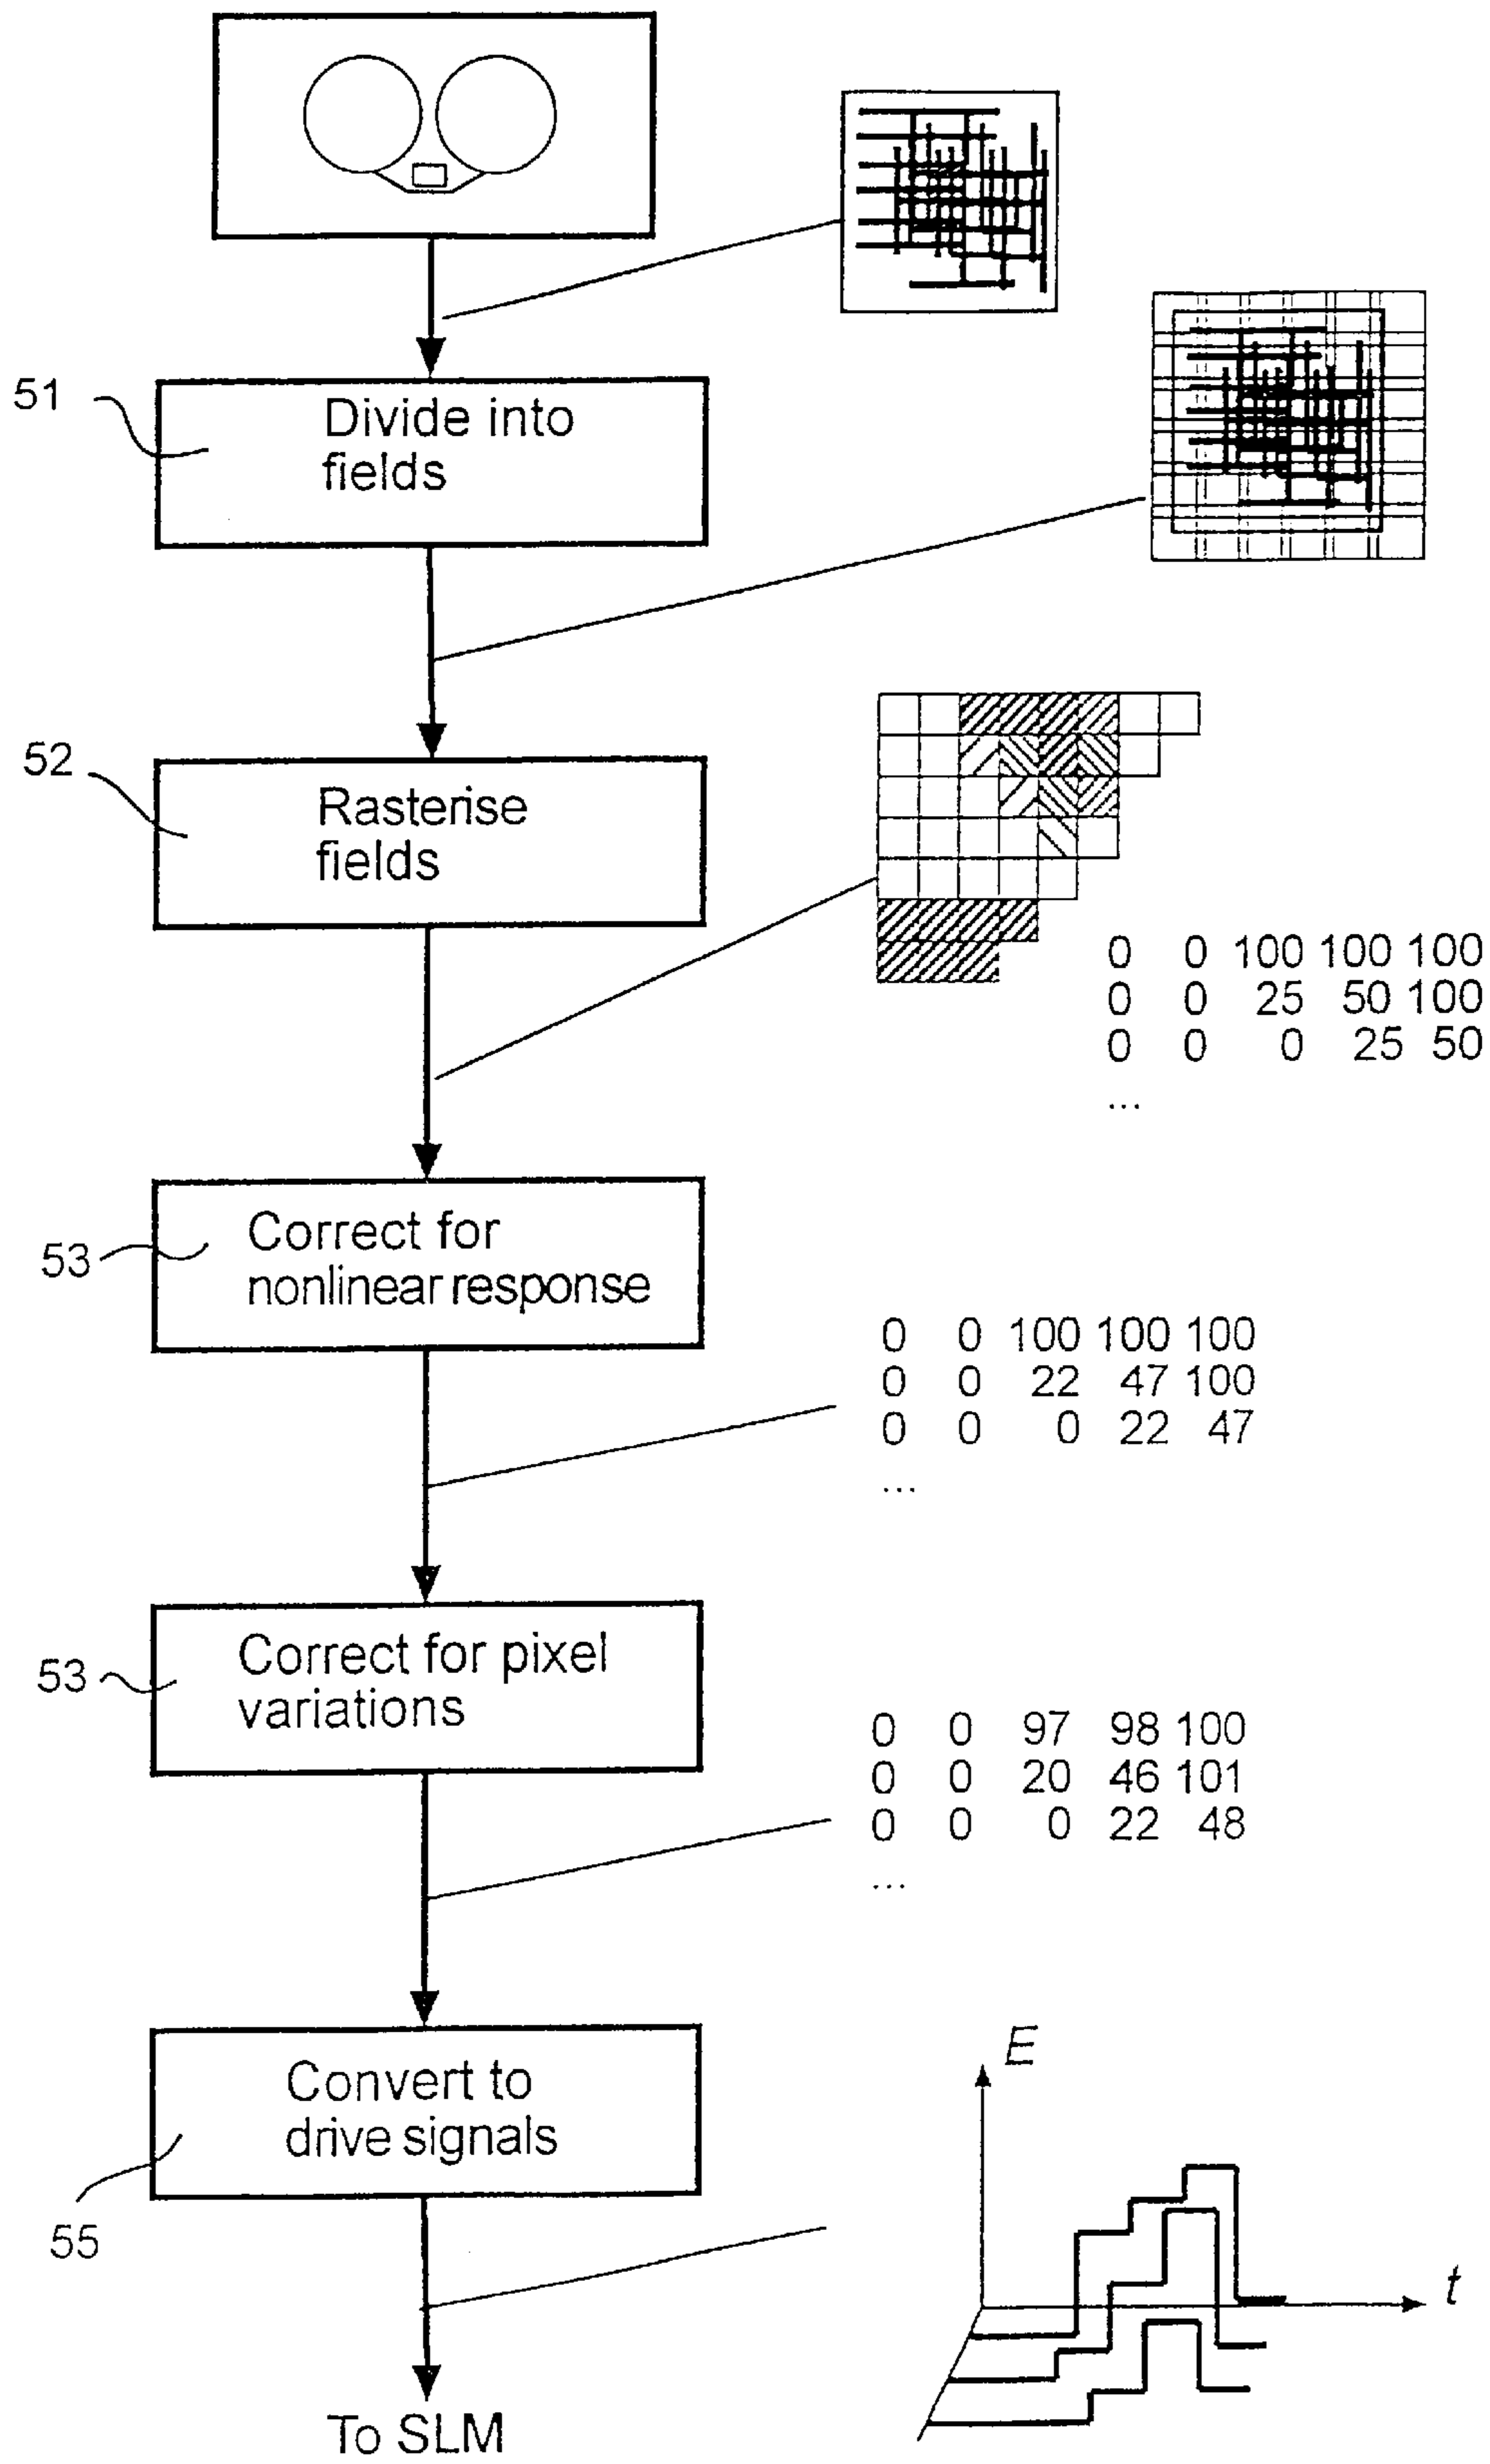 51
Divide into
fields
52
Rasterise
fields
0 0 100 100 100
0 0 25 50 100
0 0 0 25 50
...
53
Correct for
nonlinear response
0 0 100 100 100
0 0 22 47 100
0 0 0 22 47
...
53
Correct for pixel
variations
0 0 97 98 100
0 0 20 46 101
0 0 0 22 48
...
55
Convert to
drive signals
E
t
To SLM